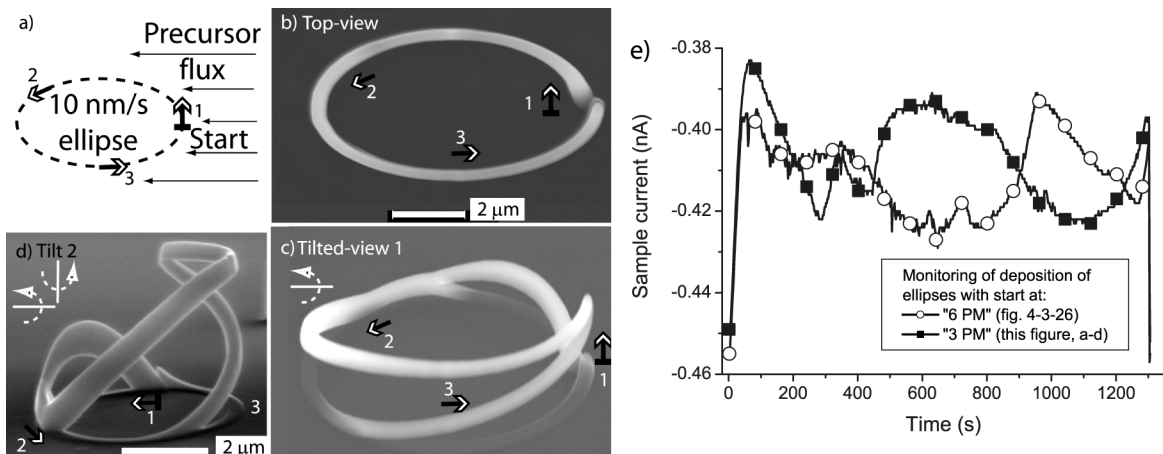 a)
Precursor
flux
2
10 nm/s
1
ellipse
Start
3
b) Top-view
1
2
3
2 µm
d) Tilt 2
1
2
3
2 µm
c) Tilted-view 1
2
1
3
e)
-0.38
-0.40
-0.42
-0.44
-0.46
Sample current (nA)
0 200 400 600 800 1000 1200
Time (s)
Monitoring of deposition of
ellipses with start at:
"6 PM" (fig. 4-3-26)
"3 PM" (this figure, a-d)